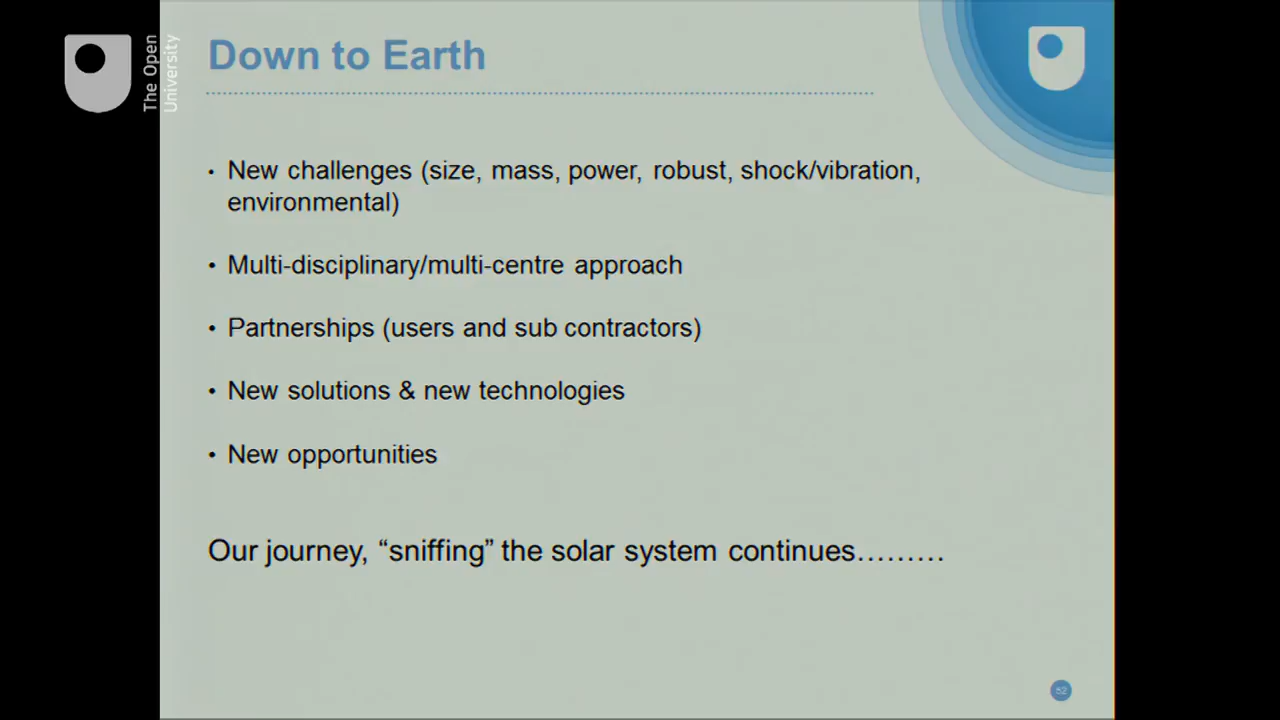 The Open
University
Down to Earth
• New challenges (size, mass, power, robust, shock/vibration,
environmental)
• Multi-disciplinary/multi-centre approach
• Partnerships (users and sub contractors)
• New solutions & new technologies
• New opportunities
Our journey, “sniffing” the solar system continues………
52